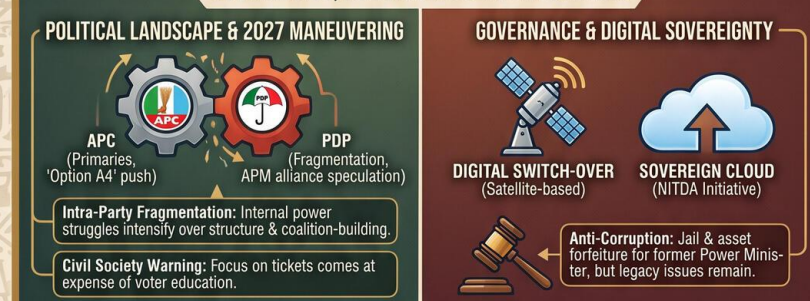 POLITICAL LANDSCAPE & 2027 MANEUVERING
APC
PDP
APC
(Primaries,
'Option A4' push)
PDP
(Fragmentation,
APM alliance speculation)
Intra-Party Fragmentation: Internal power
struggles intensify over structure & coalition-building.
Civil Society Warning: Focus on tickets comes at
expense of voter education.
GOVERNANCE & DIGITAL SOVEREIGNTY
DIGITAL SWITCH-OVER
(Satellite-based)
SOVEREIGN CLOUD
(NITDA Initiative)
Anti-Corruption: Jail & asset
forfeiture for former Power Minis-
ter, but legacy issues remain.